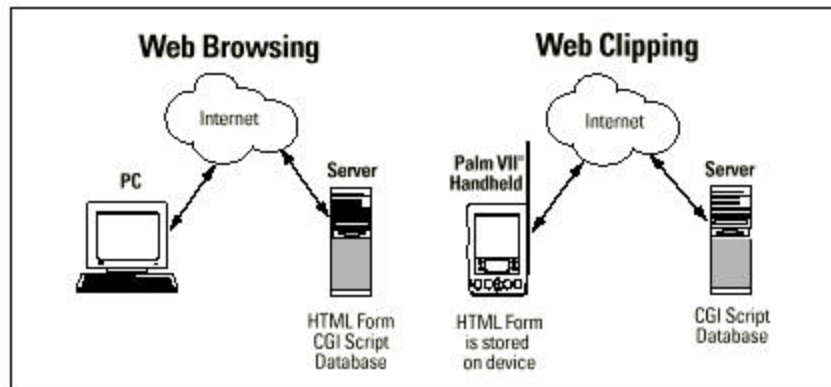 Web Browsing
Internet
PC
Server
HTML Form
CGI Script
Database
Web Clipping
Internet
Palm VII™
Handheld
Server
HTML Form
is stored
on device
CGI Script
Database